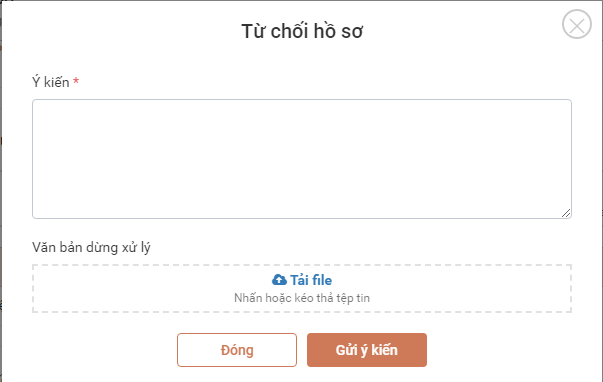 Từ chối hồ sơ
Ý kiến *
Văn bản dừng xử lý
Tải file
Nhấn hoặc kéo thả tệp tin
Đóng
Gửi ý kiến